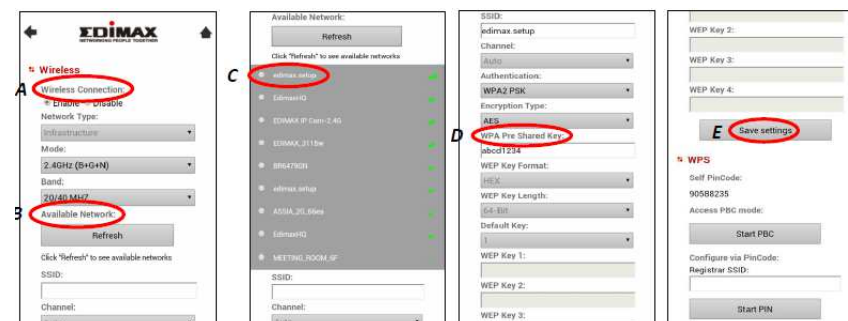 EDIMAX
NETWORKING PEOPLE TOGETHER
Wireless
A
Wireless Connection:
Enable Disable
Network Type:
Infrastructure
Mode:
2.4GHz (B+G+N)
Band:
20/40 MHZ
B
Available Network:
Refresh
Click "Refresh" to see available networks
SSID:
Channel:
Available Network:
Refresh
Click "Refresh" to see available networks
C
edimax.setup
EdimaxHQ
EDIMAX IP Cam-2.4G
EDIMAX_3118w
BR6479GN
edimax.setup
ASSIA_2G_66es
EdimaxHQ
MEETING_ROOM_6F
SSID:
Channel:
SSID:
edimax.setup
Channel:
Auto
Authentication:
WPA2 PSK
Encryption Type:
AES
D
WPA Pre Shared Key:
abcd1234
WEP Key Format:
HEX
WEP Key Length:
64-Bit
Default Key:
1
WEP Key 1:
WEP Key 2:
WEP Key 3:
WEP Key 2:
WEP Key 3:
WEP Key 4:
E
Save settings
WPS
Self PinCode:
90588235
Access PBC mode:
Start PBC
Configure via PinCode:
Registrar SSID:
Start PIN